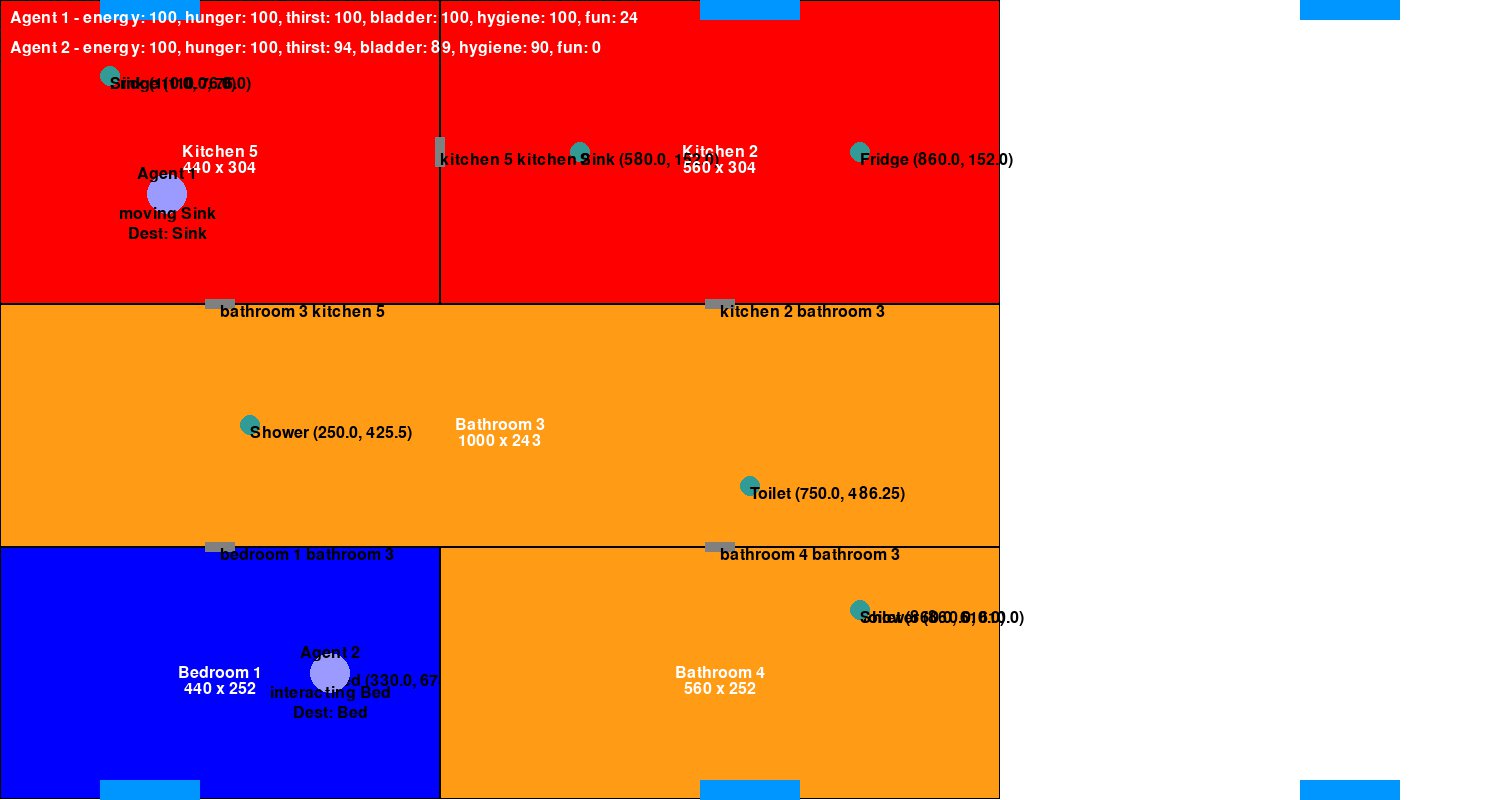 Agent 1 - energy: 100, hunger: 100, thirst: 100, bladder: 100, hygiene: 100, fun: 24
Agent 2 - energy: 100, hunger: 100, thirst: 94, bladder: 89, hygiene: 90, fun: 0
Kitchen 5
440 x 304
Agent 1
moving Sink
Dest: Sink
kitchen 5 kitchen 2
Sink (580.0, 152.0)
Kitchen 2
560 x 304
Fridge (860.0, 152.0)
bathroom 3 kitchen 5
kitchen 2 bathroom 3
Shower (250.0, 425.5)
Bathroom 3
1000 x 243
Toilet (750.0, 486.25)
bedroom 1 bathroom 3
bathroom 4 bathroom 3
Agent 2
Bedroom 1
440 x 252
d (330.0, 67
interacting Bed
Dest: Bed
Bathroom 4
560 x 252